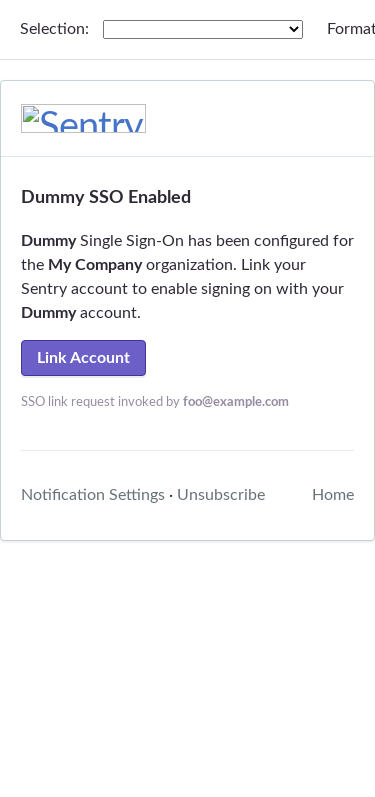 Selection: Format
Sentry
Dummy SSO Enabled
Dummy Single Sign-On has been configured for
the My Company organization. Link your
Sentry account to enable signing on with your
Dummy account.
Link Account
SSO link request invoked by foo@example.com
Notification Settings · Unsubscribe Home